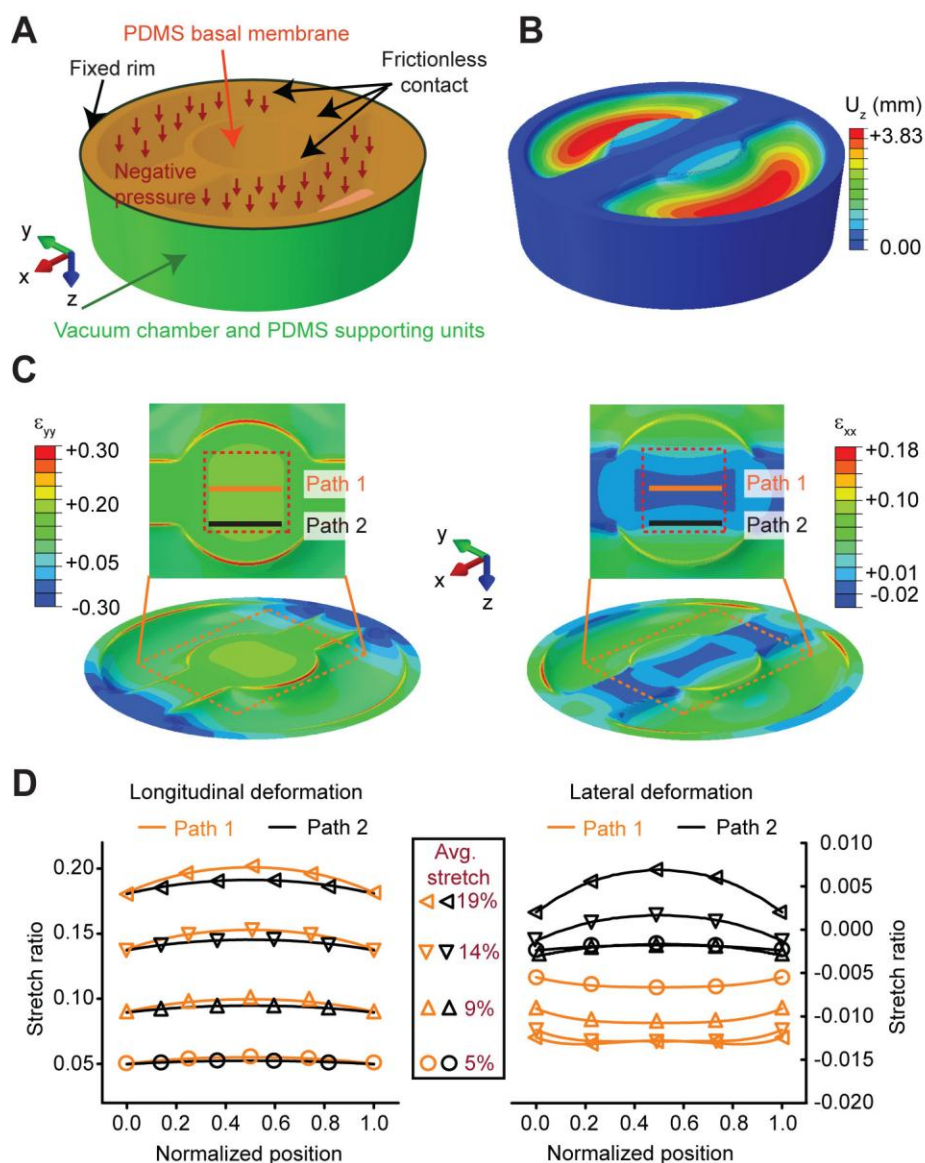 A
PDMS basal membrane
Fixed rim
Frictionless
contact
Negative
pressure
y
x
z
Vacuum chamber and PDMS supporting units
B
U_z (mm)
+3.83
0.00
C
ε_yy
+0.30
+0.20
+0.05
-0.30
Path 1
Path 2
y
x
z
Path 1
Path 2
ε_xx
+0.18
+0.10
+0.01
-0.02
D
Longitudinal deformation
Path 1 Path 2
Stretch ratio
0.20
0.15
0.10
0.05
0.0 0.2 0.4 0.6 0.8 1.0
Normalized position
Avg.
stretch
19%
14%
9%
5%
Lateral deformation
Path 1 Path 2
0.010
0.005
0.000
-0.005
-0.010
-0.015
-0.020
Stretch ratio
0.0 0.2 0.4 0.6 0.8 1.0
Normalized position